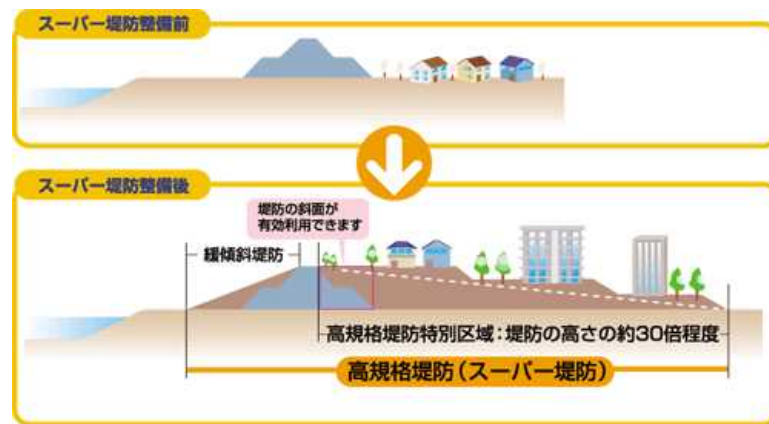 スーパー堤防整備前
スーパー堤防整備後
堤防の斜面が
有効利用できます
緩傾斜堤防
高規格堤防特別区域：堤防の高さの約30倍程度
高規格堤防（スーパー堤防）